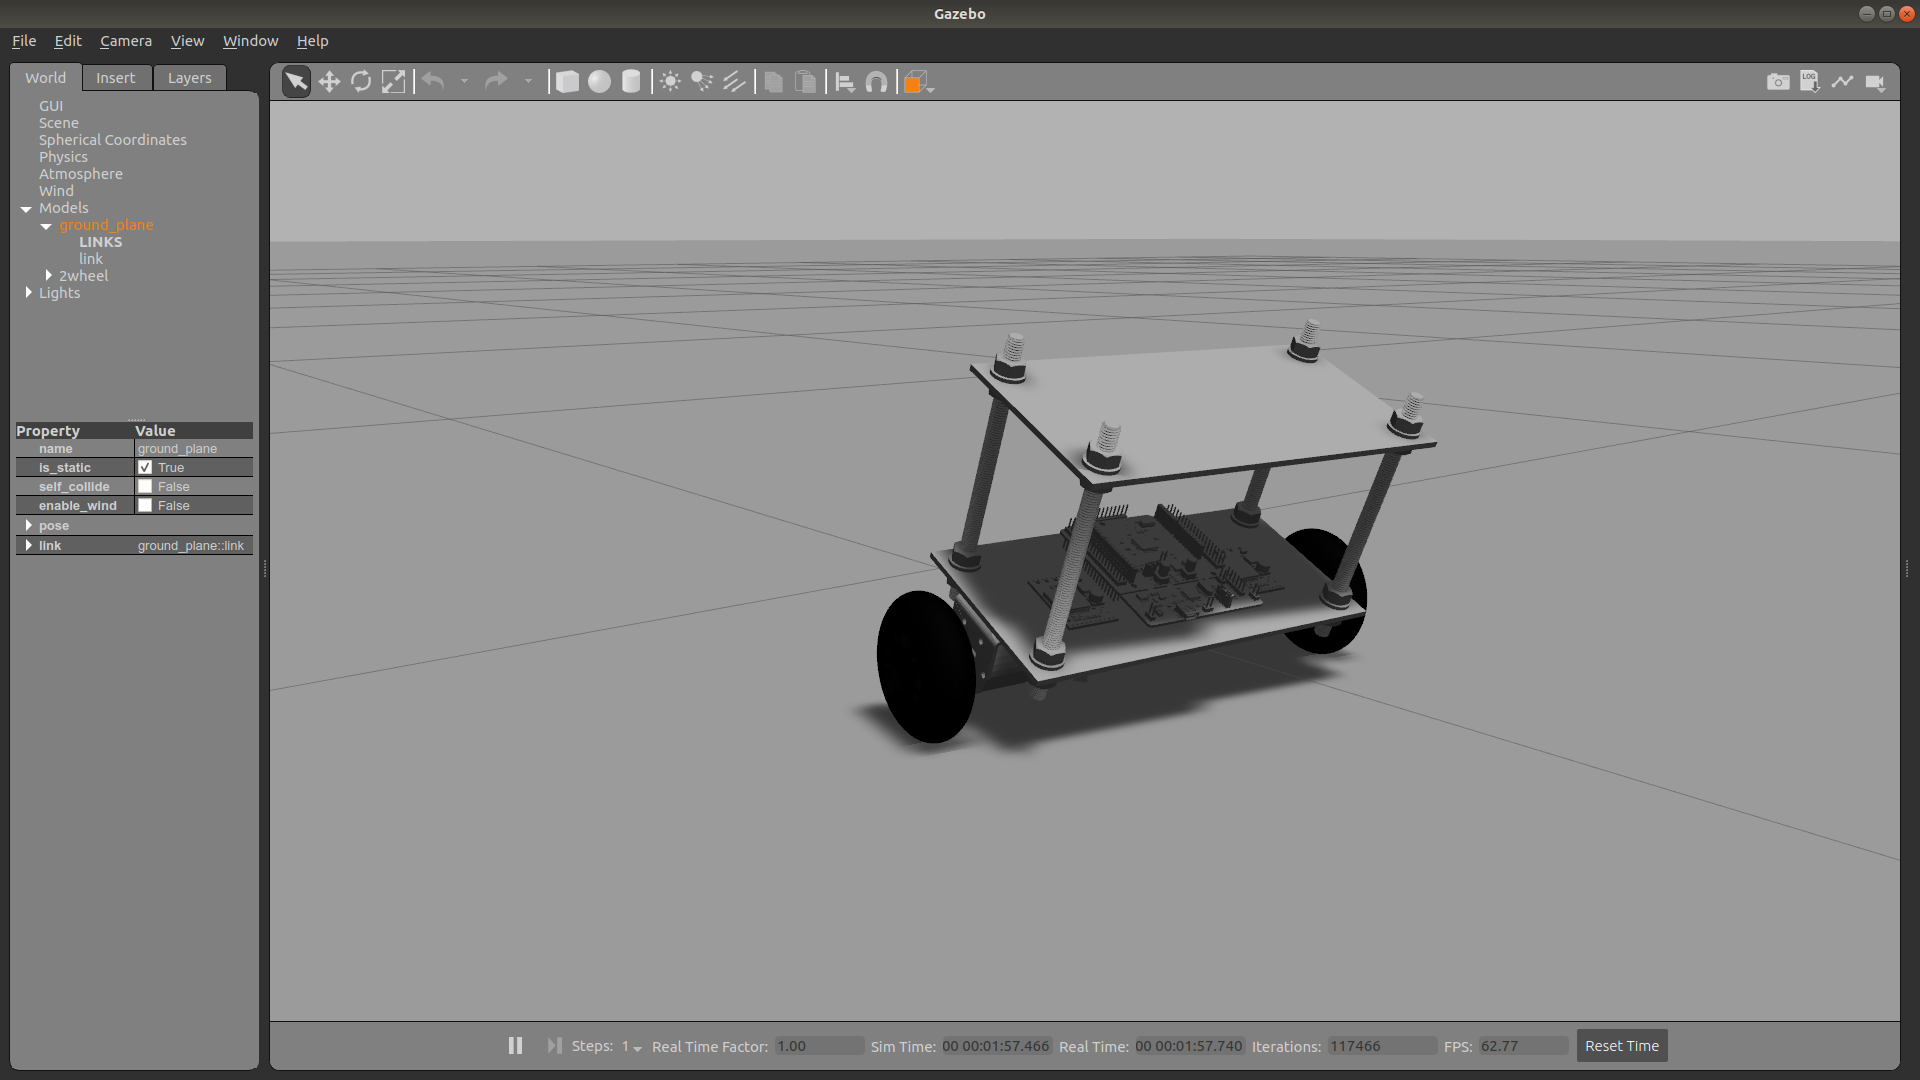 Gazebo
File Edit Camera View Window Help
World Insert Layers
LOG
GUI
Scene
Spherical Coordinates
Physics
Atmosphere
Wind
Models
ground_plane
LINKS
link
2wheel
Lights
Property Value
name ground_plane
is_static True
self_collide False
enable_wind False
pose
link ground_plane::link
Steps: 1 Real Time Factor: 1.00 Sim Time: 00 00:01:57.466 Real Time: 00 00:01:57.740 Iterations: 117466 FPS: 62.77 Reset Time